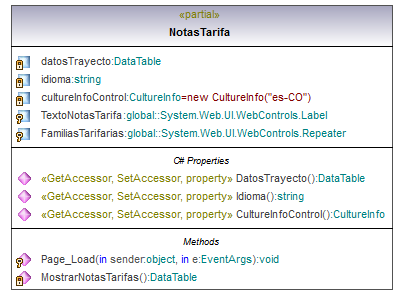 «partial»
NotasTarifa
datosTrayecto:DataTable
idioma:string
cultureInfoControl:CultureInfo=new CultureInfo("es-CO")
TextoNotasTarifa:global::System.Web.UI.WebControls.Label
FamiliasTarifarias:global::System.Web.UI.WebControls.Repeater
C# Properties
«GetAccessor, SetAccessor, property» DatosTrayecto():DataTable
«GetAccessor, SetAccessor, property» Idioma():string
«GetAccessor, SetAccessor, property» CultureInfoControl():CultureInfo
Methods
Page_Load(in sender:object, in e:EventArgs):void
MostrarNotasTarifas():DataTable